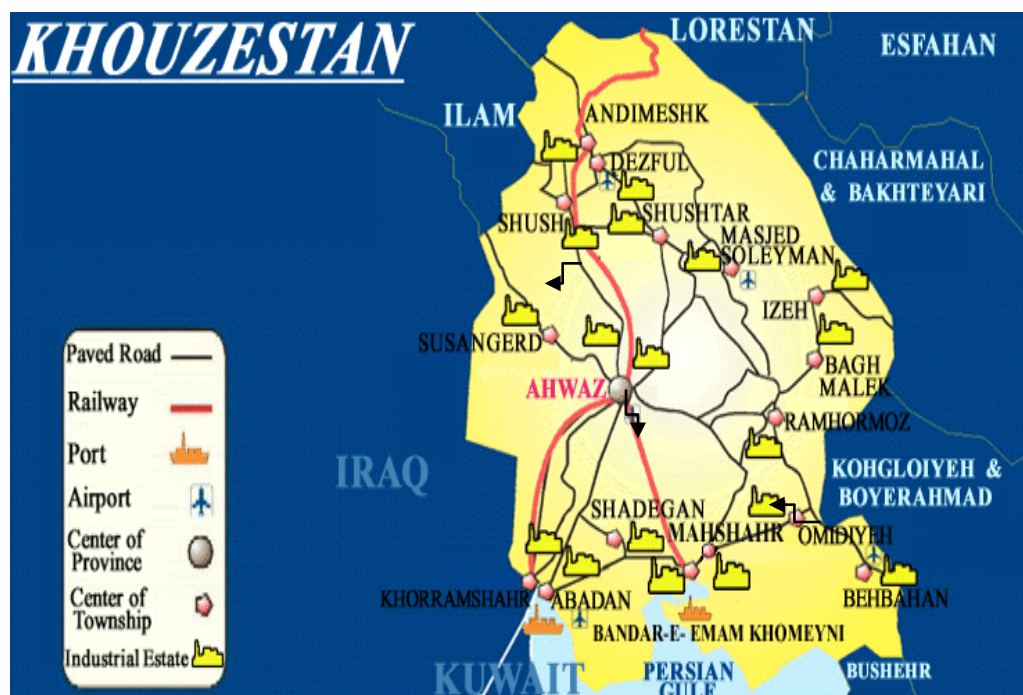 KHOUZESTAN
LORESTAN
ESFAHAN
ILAM
ANDIMESHK
DEZFUL
CHAHARMAHAL
& BAKHTEYARI
SHUSH
SHUSHTAR
MASJED
SOLEYMAN
IZEH
SUSANGERD
BAGH
MALEK
AHWAZ
RAMHORMOZ
IRAQ
KOHGLOIYEH &
BOYERAHMAD
SHADEGAN
MAHSHAHR
OMIDIYEH
KHORRAMSHAHR
ABADAN
BEHBAHAN
BANDAR-E- EMAM KHOMEYNI
KUWAIT
PERSIAN
GULF
BUSHEHR
Paved Road
Railway
Port
Airport
Center of
Province
Center of
Township
Industrial Estate